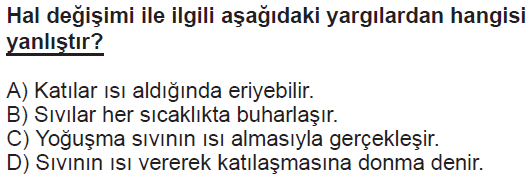 Hal değişimi ile ilgili aşağıdaki yargılardan hangisi
yanlıştır?
A) Katılar ısı aldığında eriyebilir.
B) Sıvılar her sıcaklıkta buharlaşır.
C) Yoğuşma sıvının ısı almasıyla gerçekleşir.
D) Sıvının ısı vererek katılaşmasına donma denir.